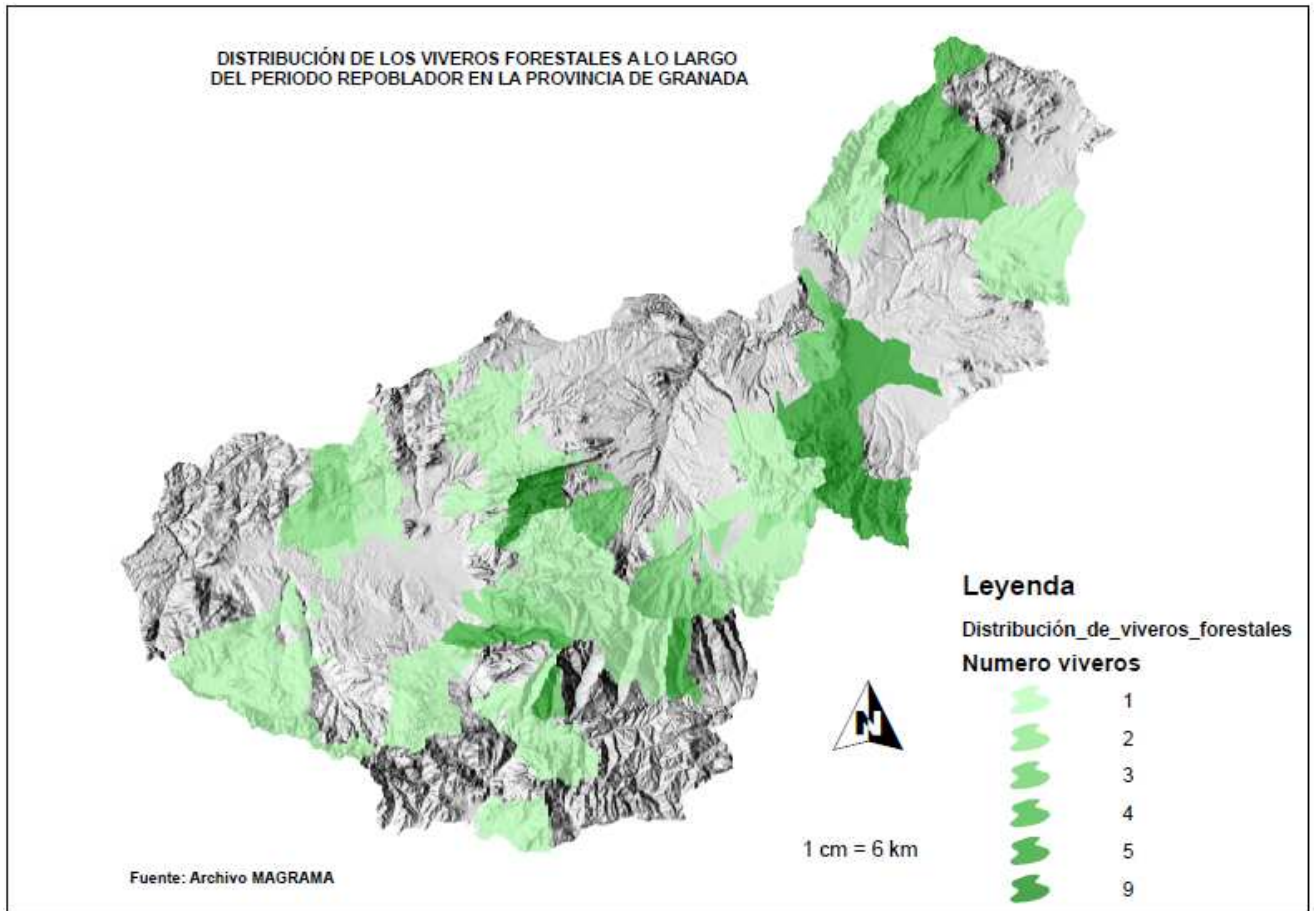 DISTRIBUCIÓN DE LOS VIVEROS FORESTALES A LO LARGO
DEL PERIODO REPOBLADOR EN LA PROVINCIA DE GRANADA
Leyenda
Distribución_de_viveros_forestales
Numero viveros
1
2
3
4
5
9
N
1 cm = 6 km
Fuente: Archivo MAGRAMA